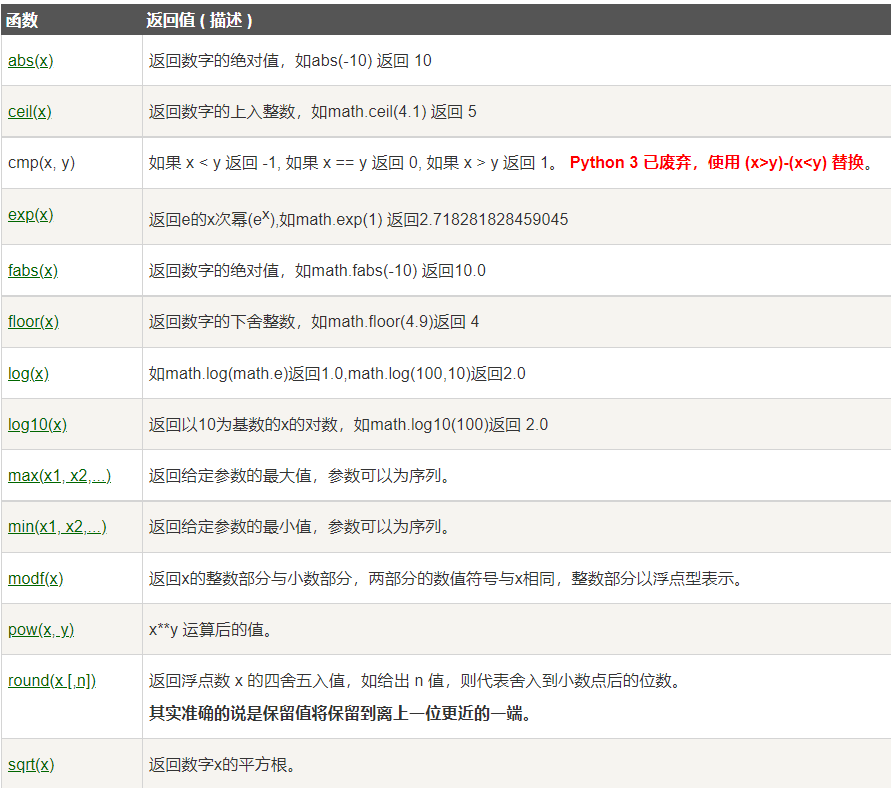 函数 返回值 ( 描述 )
abs(x) 返回数字的绝对值，如abs(-10) 返回 10
ceil(x) 返回数字的上入整数，如math.ceil(4.1) 返回 5
cmp(x, y) 如果 x < y 返回 -1, 如果 x == y 返回 0, 如果 x > y 返回 1。 Python 3 已废弃，使用 (x>y)-(x<y) 替换。
exp(x) 返回e的x次幂(eˣ),如math.exp(1) 返回2.718281828459045
fabs(x) 返回数字的绝对值，如math.fabs(-10) 返回10.0
floor(x) 返回数字的下舍整数，如math.floor(4.9)返回 4
log(x) 如math.log(math.e)返回1.0,math.log(100,10)返回2.0
log10(x) 返回以10为基数的x的对数，如math.log10(100)返回 2.0
max(x1, x2,...) 返回给定参数的最大值，参数可以为序列。
min(x1, x2,...) 返回给定参数的最小值，参数可以为序列。
modf(x) 返回x的整数部分与小数部分，两部分的数值符号与x相同，整数部分以浮点型表示。
pow(x, y) x**y 运算后的值。
round(x [,n]) 返回浮点数 x 的四舍五入值，如给出 n 值，则代表舍入到小数点后的位数。
其实准确的说是保留值将保留到离上一位更近的一端。
sqrt(x) 返回数字x的平方根。